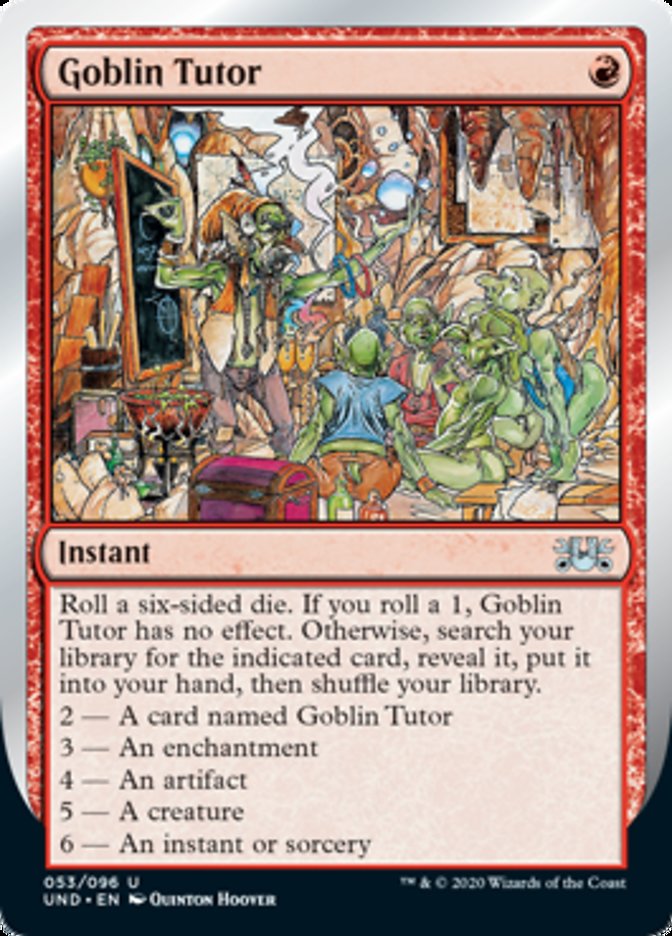 Goblin Tutor
Instant
Roll a six-sided die. If you roll a 1, Goblin
Tutor has no effect. Otherwise, search your
library for the indicated card, reveal it, put it
into your hand, then shuffle your library.
2 — A card named Goblin Tutor
3 — An enchantment
4 — An artifact
5 — A creature
6 — An instant or sorcery
053/096 U
UND • EN Quinton Hoover
™ & © 2020 Wizards of the Coast